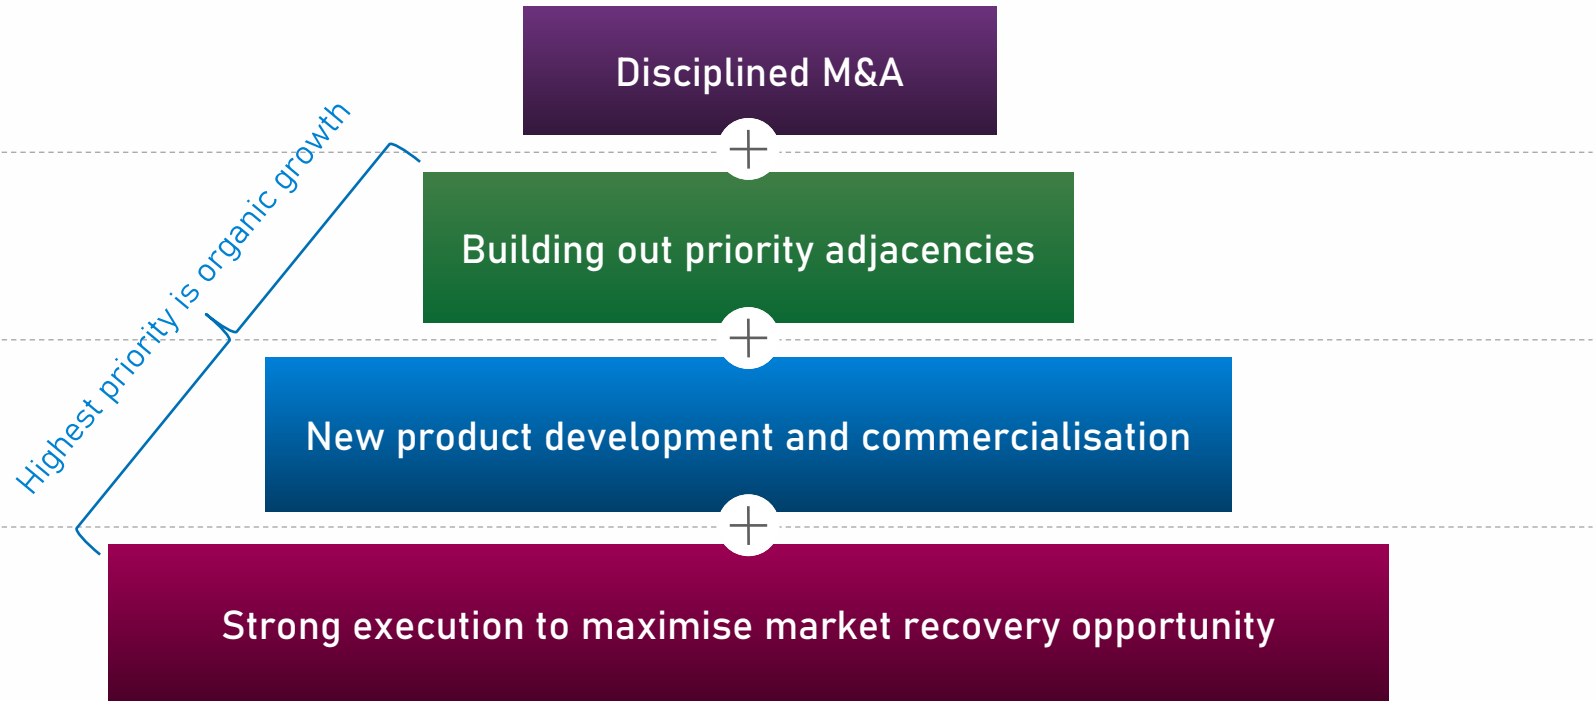 Disciplined M&A
Highest priority is organic growth
Building out priority adjacencies
New product development and commercialisation
Strong execution to maximise market recovery opportunity